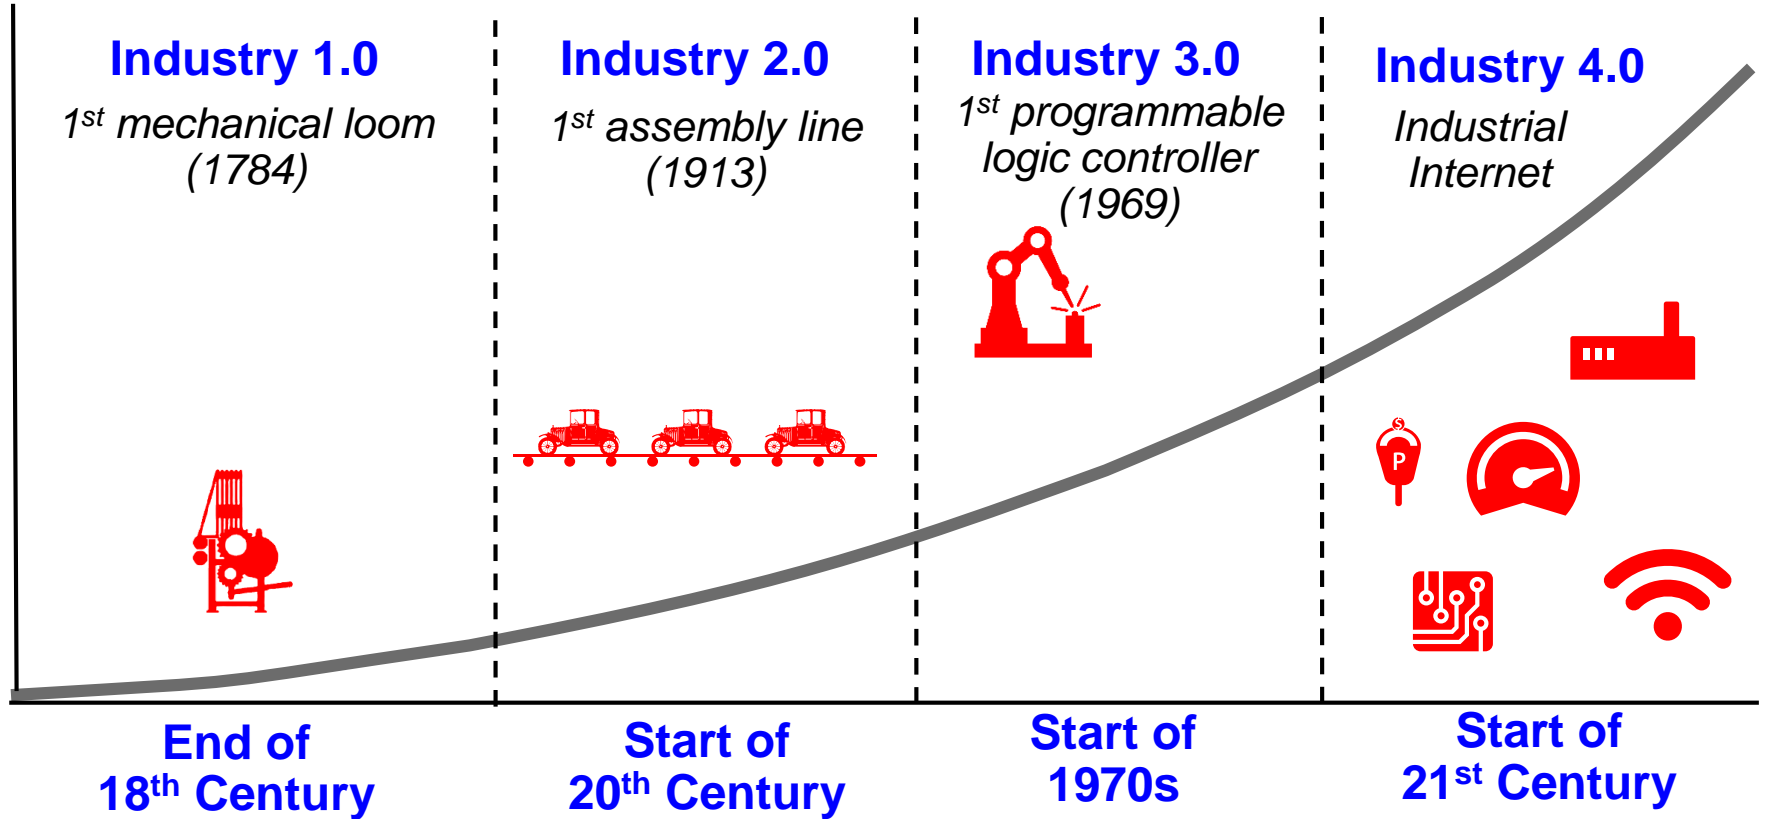 Industry 1.0
1st mechanical loom
(1784)
Industry 2.0
1st assembly line
(1913)
Industry 3.0
1st programmable
logic controller
(1969)
Industry 4.0
Industrial
Internet
S
P
End of
18th Century
Start of
20th Century
Start of
1970s
Start of
21st Century